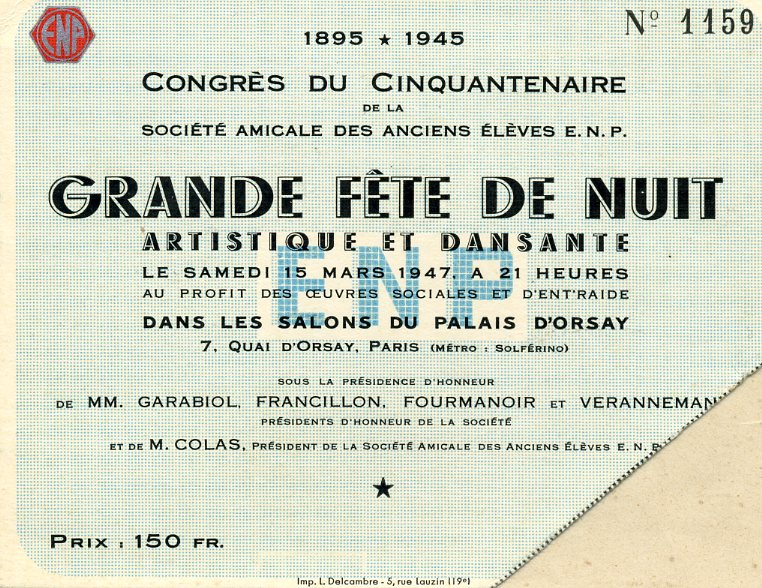 ENP
Nº 1159
1895 ★ 1945
CONGRÈS DU CINQUANTENAIRE
DE LA
SOCIÉTÉ AMICALE DES ANCIENS ÉLÈVES E.N.P.
GRANDE FÊTE DE NUIT
ARTISTIQUE ET DANSANTE
ENP
LE SAMEDI 15 MARS 1947, A 21 HEURES
AU PROFIT DES ŒUVRES SOCIALES ET D'ENT'RAIDE
DANS LES SALONS DU PALAIS D'ORSAY
7, QUAI D'ORSAY, PARIS (MÉTRO : SOLFÉRINO)
SOUS LA PRÉSIDENCE D'HONNEUR
DE MM. GARABIOL, FRANCILLON, FOURMANOIR ET VERANNEMAN
PRÉSIDENTS D'HONNEUR DE LA SOCIÉTÉ
ET DE M. COLAS, PRÉSIDENT DE LA SOCIÉTÉ AMICALE DES ANCIENS ÉLÈVES E. N. P
★
PRIX : 150 FR.
Imp. L. Delcambre - 5, rue Lauzin (19e)